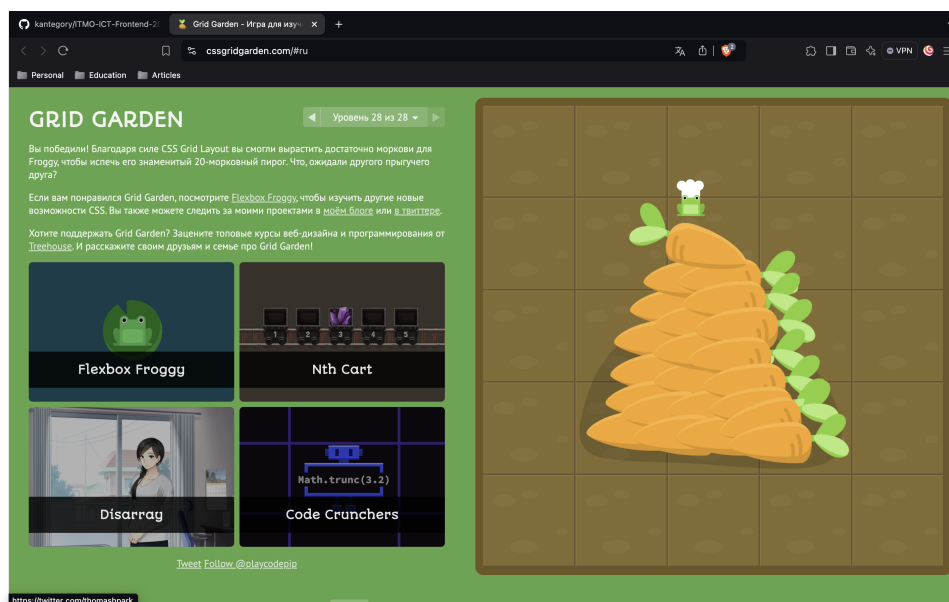 kantegory/ITMO-ICT-Frontend-20
Grid Garden - Игра для изуч
cssgridgarden.com/#ru
2
VPN
Personal
Education
Articles
GRID GARDEN
Уровень 28 из 28
Вы победили! Благодаря силе CSS Grid Layout вы смогли вырастить достаточно моркови для
Froggy, чтобы испечь его знаменитый 20-морковный пирог. Что, ожидали другого прыгучего
друга?
Если вам понравился Grid Garden, посмотрите Flexbox Froggy, чтобы изучить другие новые
возможности CSS. Вы также можете следить за моими проектами в моём блоге или в твиттере.
Хотите поддержать Grid Garden? Зацените топовые курсы веб-дизайна и программирования от
Treehouse. И расскажите своим друзьям и семье про Grid Garden!
1 2 3 4 5
Flexbox Froggy
Nth Cart
Math.trunc(3.2)
Disarray
Code Crunchers
Tweet Follow @playcodepip
https://twitter.com/thomashpark